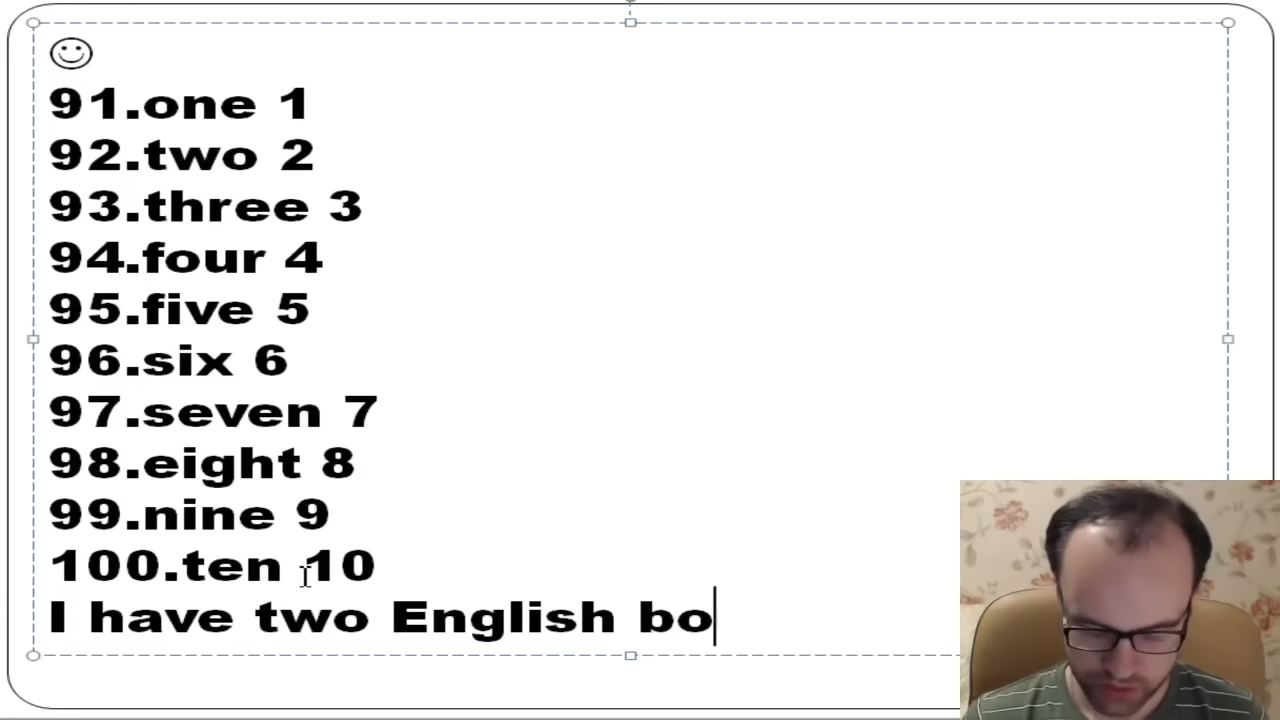 91.one 1
92.two 2
93.three 3
94.four 4
95.five 5
96.six 6
97.seven 7
98.eight 8
99.nine 9
100.ten 10
I have two English bo